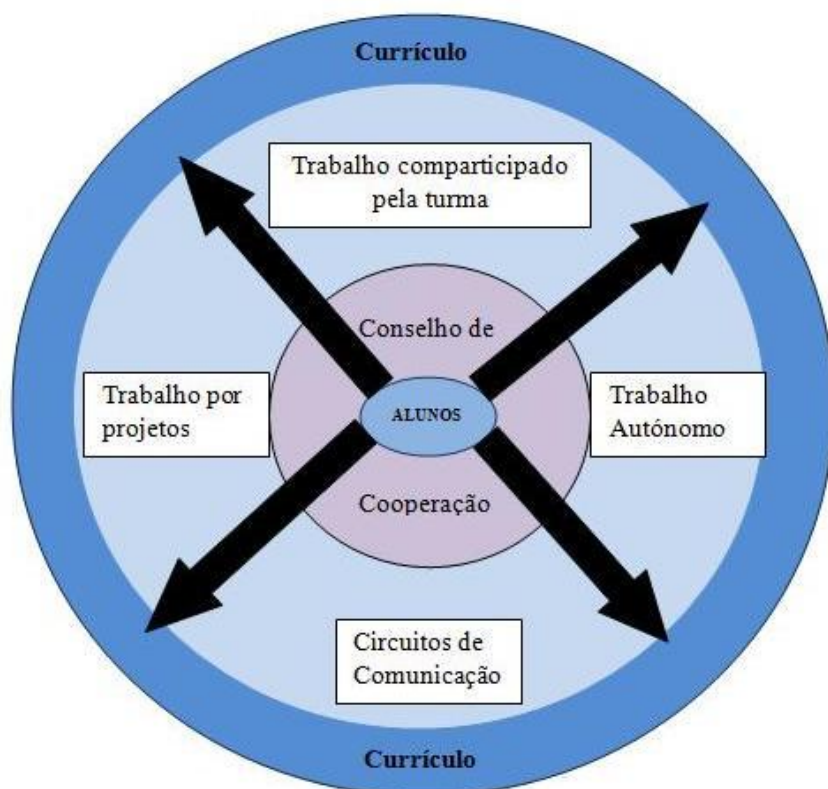 Currículo
Trabalho comparticipado
pela turma
Conselho de
Trabalho por
projetos
ALUNOS
Trabalho
Autónomo
Cooperação
Circuitos de
Comunicação
Currículo